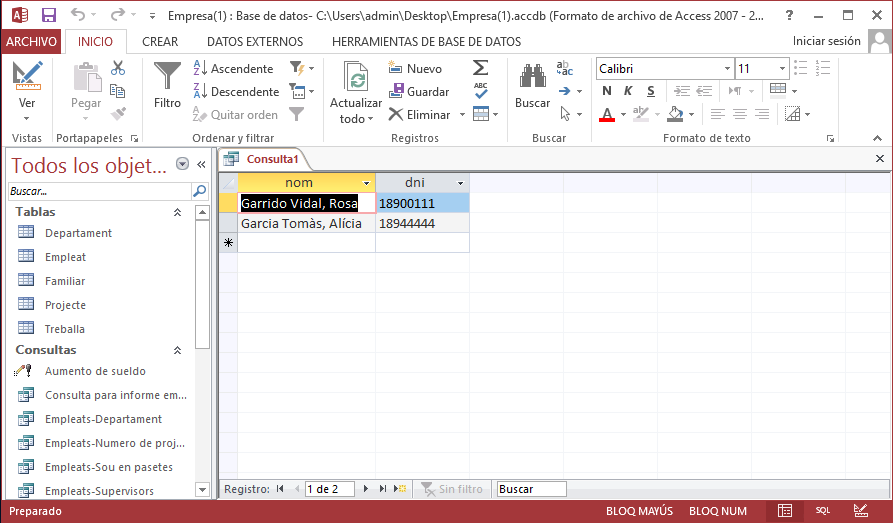 Empresa(1) : Base de datos- C:\Users\admin\Desktop\Empresa(1).accdb (Formato de archivo de Access 2007 - 2...
ARCHIVO INICIO CREAR DATOS EXTERNOS HERRAMIENTAS DE BASE DE DATOS Iniciar sesión
Ver
Vistas
Pegar
Portapapeles
Filtro
Ascendente
Descendente
Quitar orden
Ordenar y filtrar
Actualizar
todo
Nuevo
Guardar
Eliminar
Registros
Buscar
Buscar
Calibri 11
N K S
Formato de texto
Todos los objet...
Buscar...
Tablas
Departament
Empleat
Familiar
Projecte
Treballa
Consultas
Aumento de sueldo
Consulta para informe em...
Empleats-Departament
Empleats-Numero de proj...
Empleats-Sou en pasetes
Empleats-Supervisors
Consulta1
nom dni
Garrido Vidal, Rosa 18900111
Garcia Tomàs, Alícia 18944444
Registro: 1 de 2 Sin filtro Buscar
Preparado BLOQ MAYÚS BLOQ NUM SQL